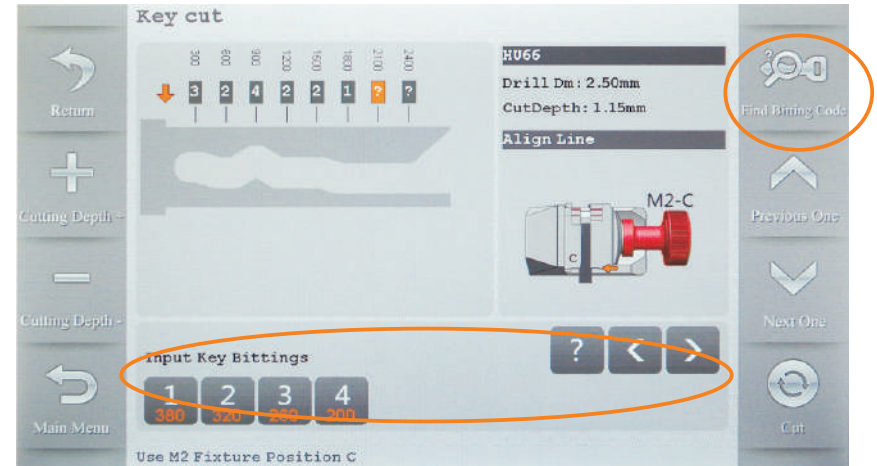 Key cut
Return
Cutting Depth +
Cutting Depth -
Main Menu
300 600 900 1200 1500 1800 2100 2400
3 2 4 2 2 1 ? ?
HU66
Drill Dm: 2.50mm
CutDepth: 1.15mm
Align Line
M2-C
C
Input Key Bittings
? < >
1 2 3 4
380 320 260 200
Use M2 Fixture Position C
Find Bitting Code
Previous One
Next One
Cut